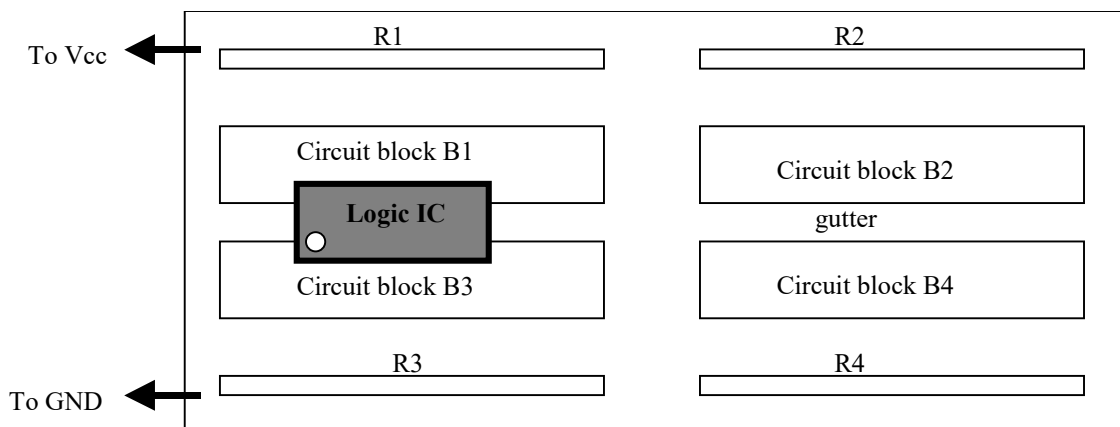 R1
R2
To Vcc
Circuit block B1
Circuit block B2
Logic IC
gutter
Circuit block B3
Circuit block B4
R3
R4
To GND